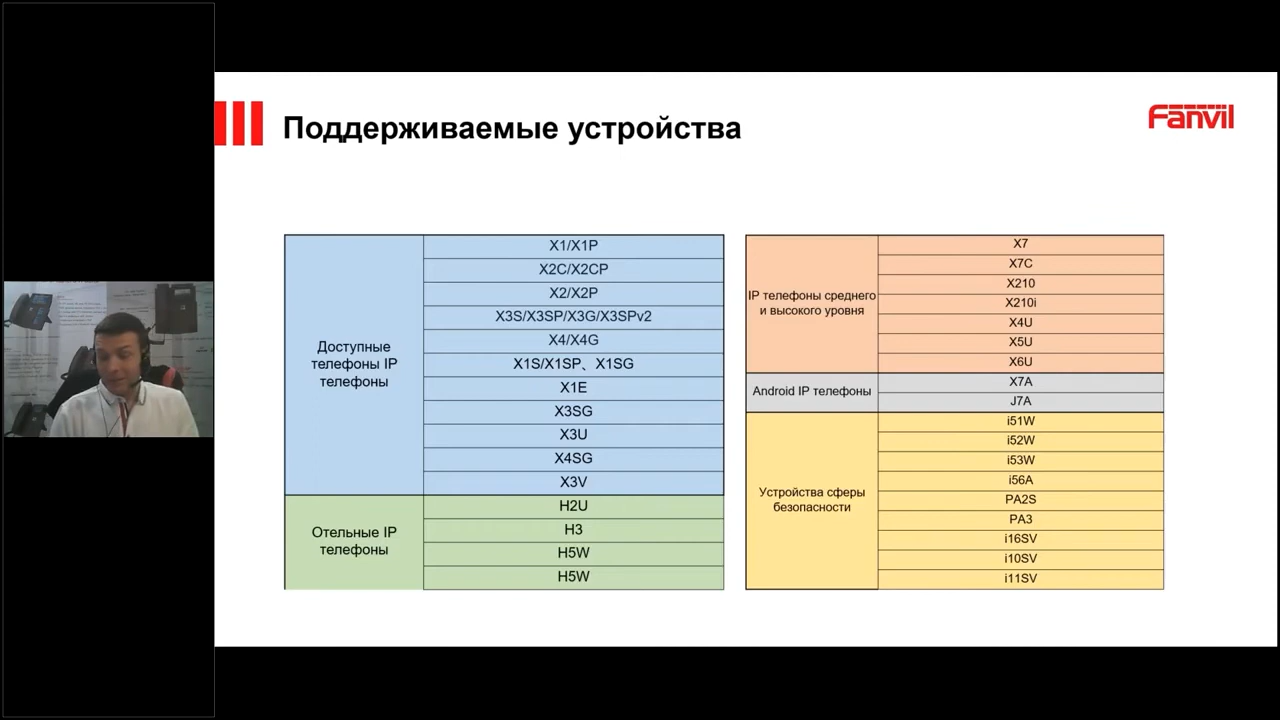 Поддерживаемые устройства
Fanvil
Доступные
телефоны IP
телефоны
X1/X1P
X2C/X2CP
X2/X2P
X3S/X3SP/X3G/X3SPv2
X4/X4G
X1S/X1SP、X1SG
X1E
X3SG
X3U
X4SG
X3V
Отельные IP
телефоны
H2U
H3
H5W
H5W
IP телефоны среднего
и высокого уровня
X7
X7C
X210
X210i
X4U
X5U
X6U
Android IP телефоны
X7A
J7A
Устройства сферы
безопасности
i51W
i52W
i53W
i56A
PA2S
PA3
i16SV
i10SV
i11SV